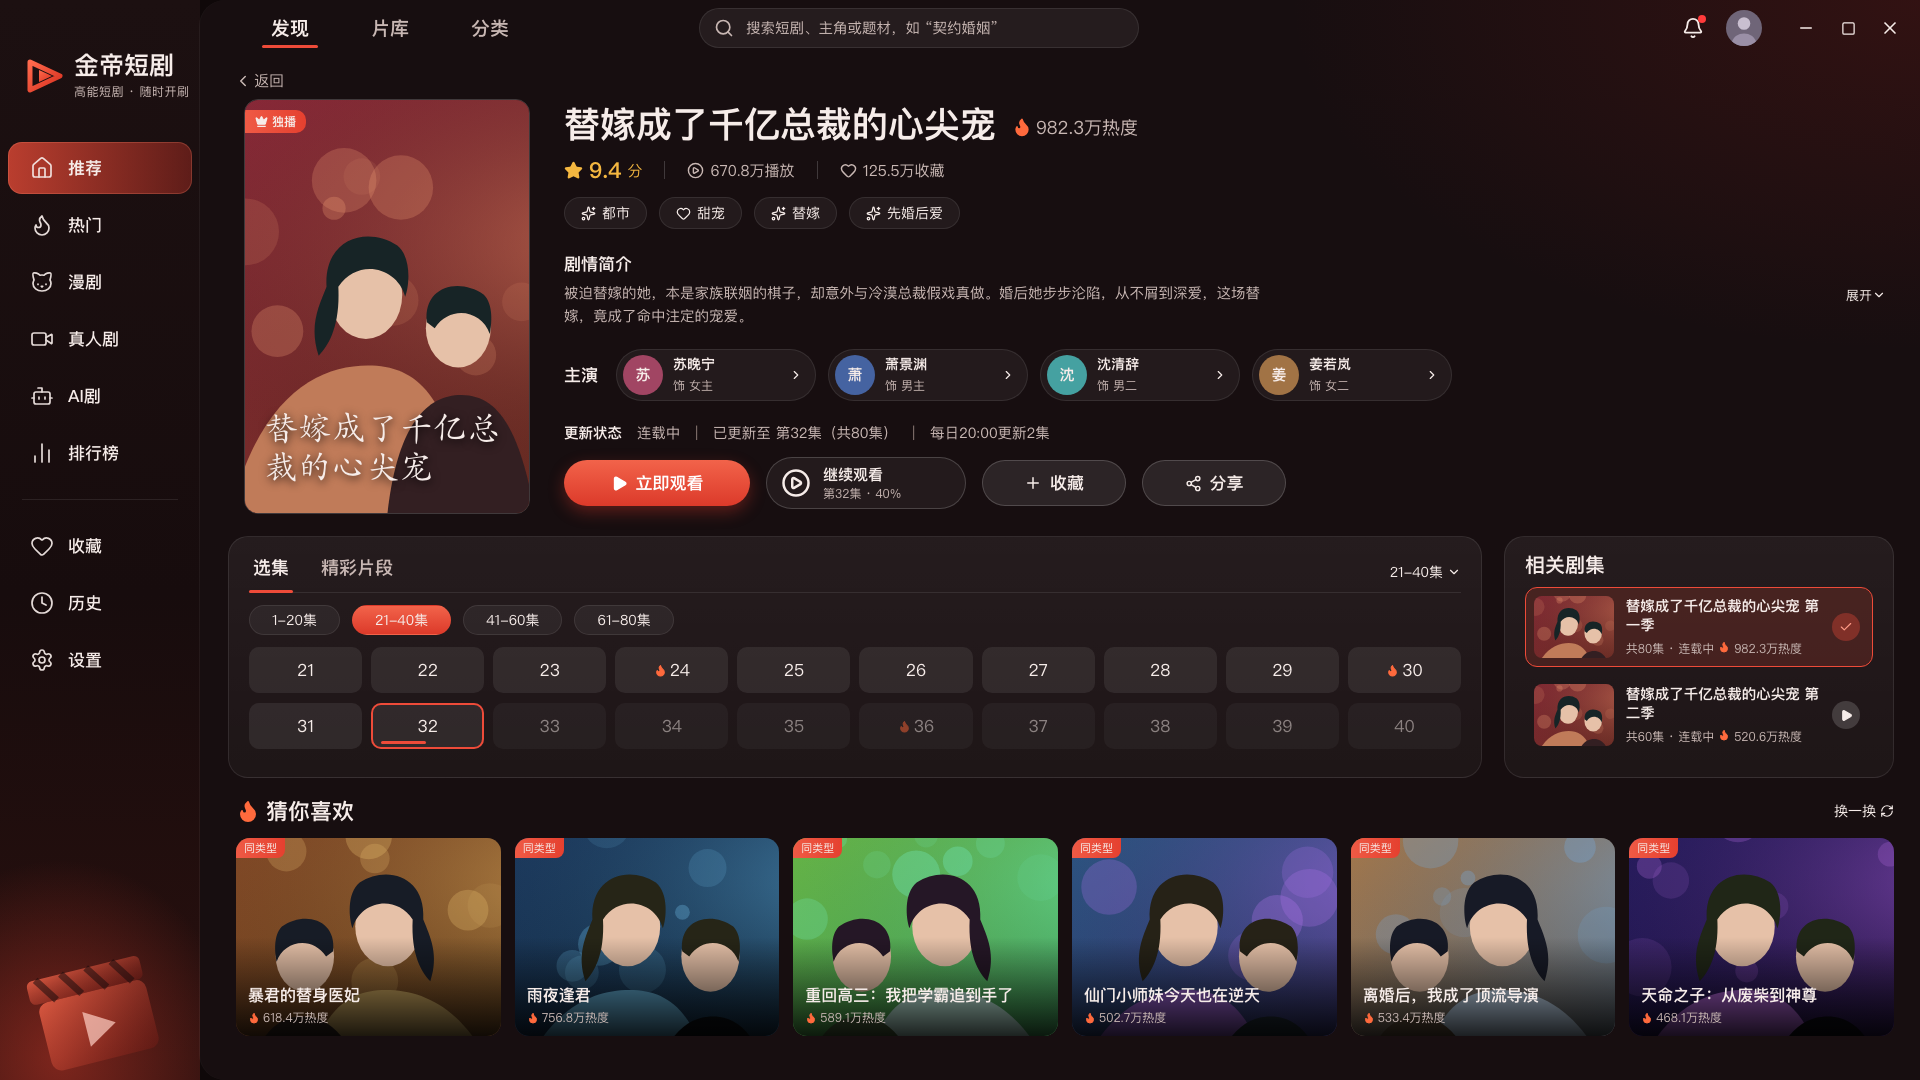 金帝短剧
高能短剧 · 随时开刷
推荐
热门
漫剧
真人剧
AI剧
排行榜
收藏
历史
设置
发现 片库 分类
搜索短剧、主角或题材，如 “契约婚姻”
返回
独播
替嫁成了千亿总
裁的心尖宠
替嫁成了千亿总裁的心尖宠 982.3万热度
9.4 分 670.8万播放 125.5万收藏
都市 甜宠 替嫁 先婚后爱
剧情简介
被迫替嫁的她，本是家族联姻的棋子，却意外与冷漠总裁假戏真做。婚后她步步沦陷，从不屑到深爱，这场替
嫁，竟成了命中注定的宠爱。
展开
主演
苏 苏晚宁
饰 女主
萧 萧景渊
饰 男主
沈 沈清辞
饰 男二
姜 姜若岚
饰 女二
更新状态 连载中 | 已更新至 第32集（共80集） | 每日20:00更新2集
立即观看
继续观看
第32集 · 40%
收藏
分享
选集 精彩片段
21-40集
1-20集 21-40集 41-60集 61-80集
21 22 23 24 25 26 27 28 29 30
31 32 33 34 35 36 37 38 39 40
相关剧集
替嫁成了千亿总裁的心尖宠 第
一季
共80集 · 连载中 982.3万热度
替嫁成了千亿总裁的心尖宠 第
二季
共60集 · 连载中 520.6万热度
猜你喜欢
换一换
同类型
暴君的替身医妃
618.4万热度
同类型
雨夜逢君
756.8万热度
同类型
重回高三：我把学霸追到手了
589.1万热度
同类型
仙门小师妹今天也在逆天
502.7万热度
同类型
离婚后，我成了顶流导演
533.4万热度
同类型
天命之子：从废柴到神尊
468.1万热度